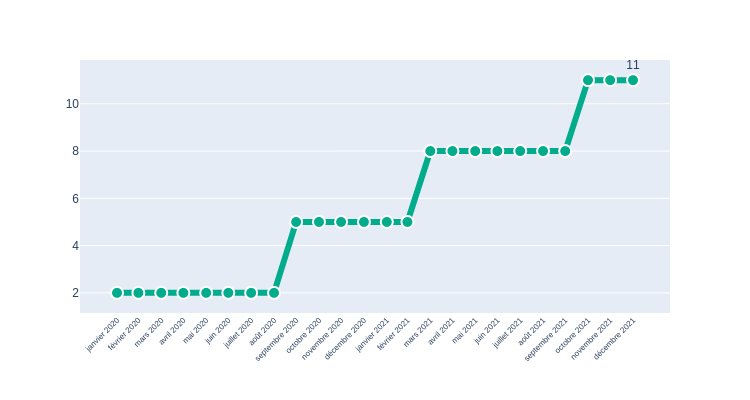 11
10
8
6
4
2
janvier 2020
février 2020
mars 2020
avril 2020
mai 2020
juin 2020
juillet 2020
août 2020
septembre 2020
octobre 2020
novembre 2020
décembre 2020
janvier 2021
février 2021
mars 2021
avril 2021
mai 2021
juin 2021
juillet 2021
août 2021
septembre 2021
octobre 2021
novembre 2021
décembre 2021